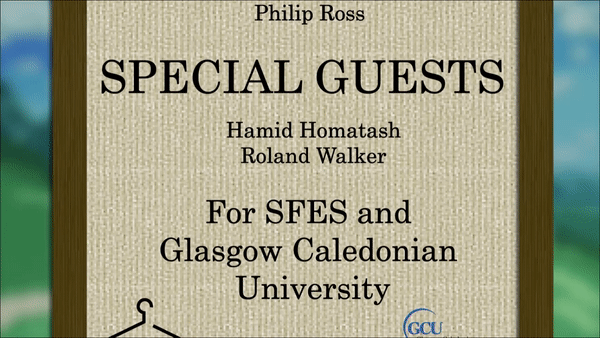 Philip Ross
SPECIAL GUESTS
Hamid Homatash
Roland Walker
For SFES and
Glasgow Caledonian
University
GCU